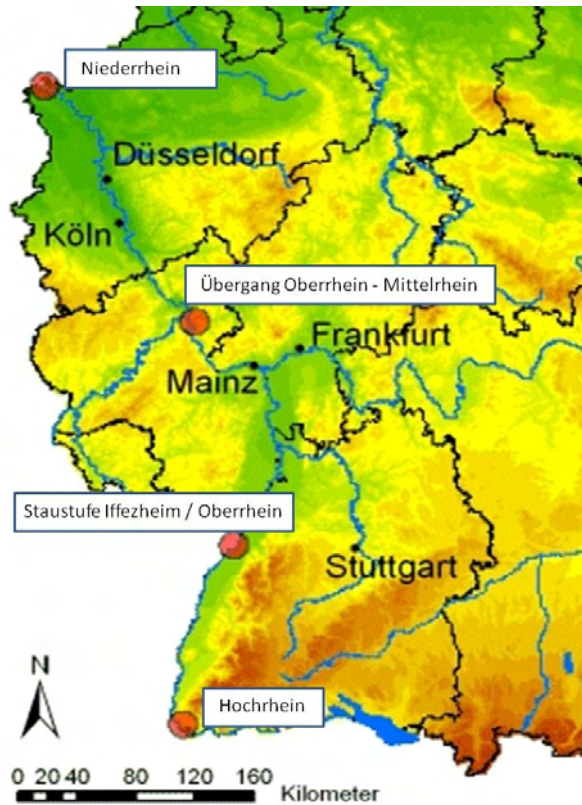 Niederrhein
Düsseldorf
Köln
Übergang Oberrhein - Mittelrhein
Frankfurt
Mainz
Staustufe Iffezheim / Oberrhein
Stuttgart
N
Hochrhein
0 20 40 80 120 160
Kilometer